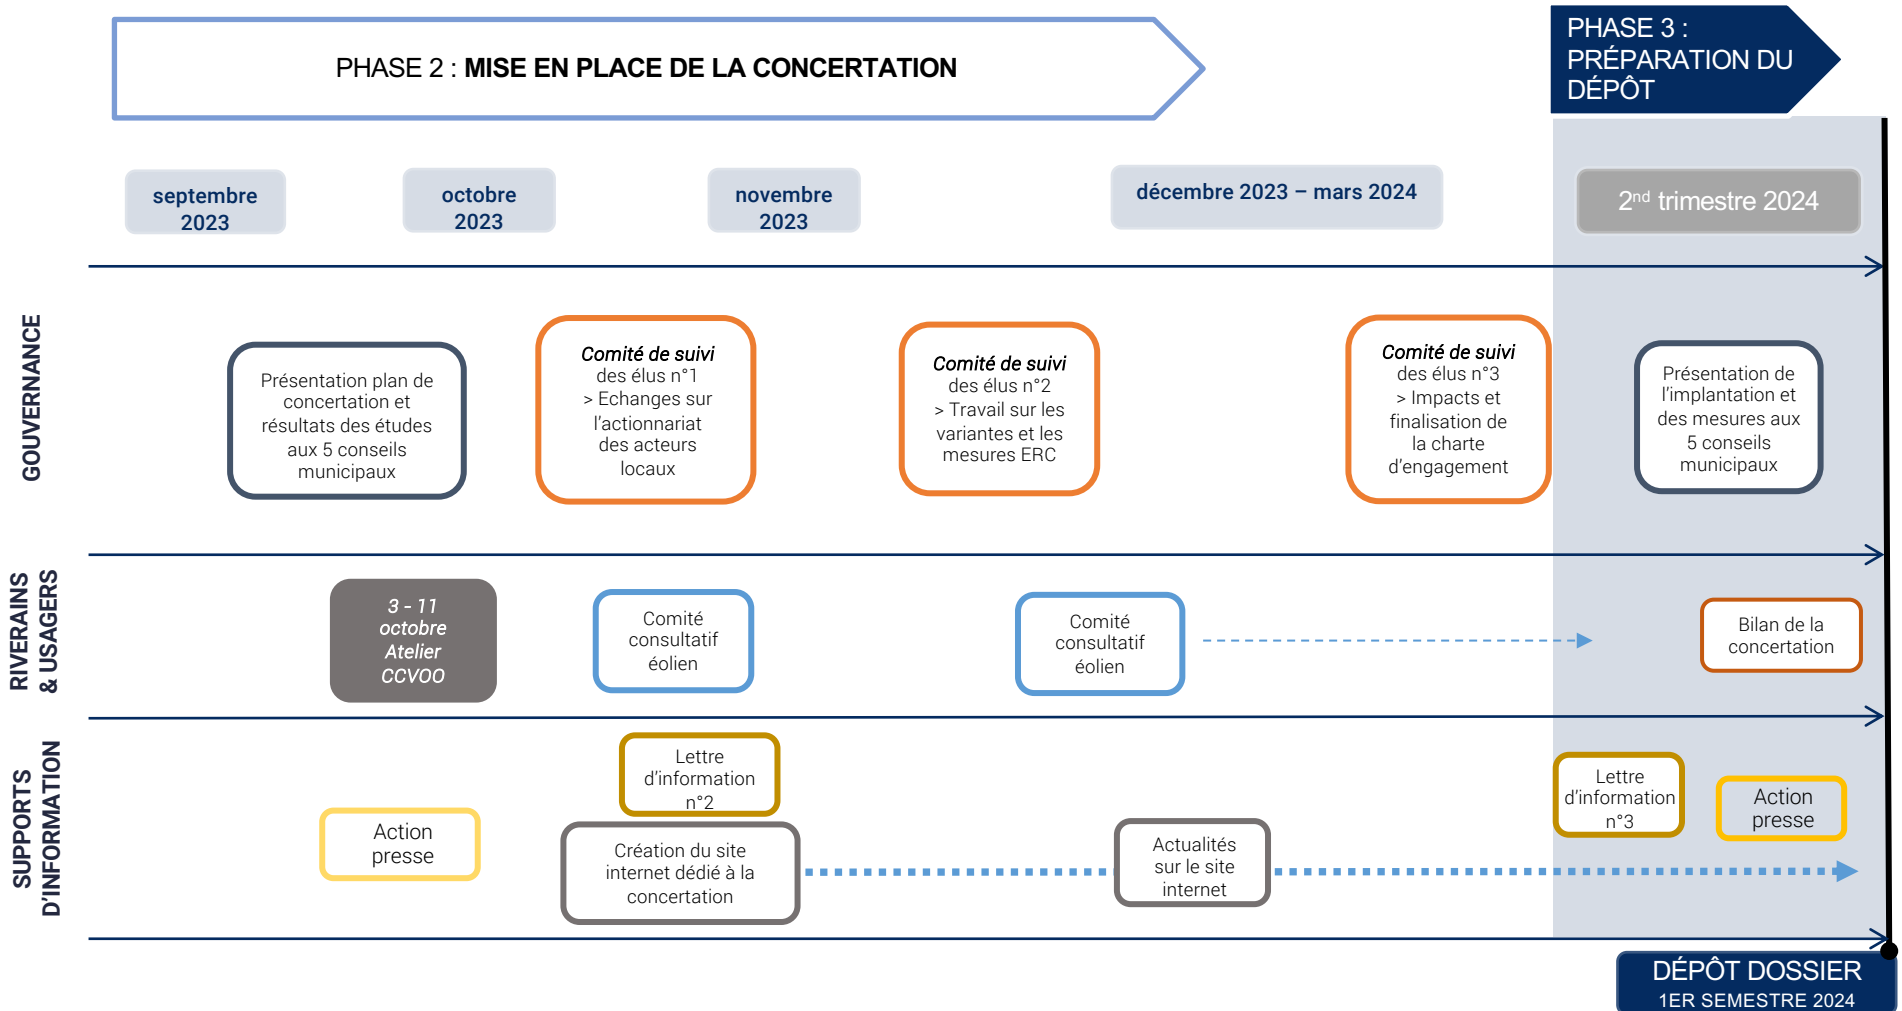 PHASE 2 : MISE EN PLACE DE LA CONCERTATION
PHASE 3 :
PRÉPARATION DU
DÉPÔT
septembre
2023
octobre
2023
novembre
2023
décembre 2023 – mars 2024
2nd trimestre 2024
GOUVERNANCE
Présentation plan de
concertation et
résultats des études
aux 5 conseils
municipaux
Comité de suivi
des élus n°1
> Echanges sur
l'actionnariat
des acteurs
locaux
Comité de suivi
des élus n°2
> Travail sur les
variantes et les
mesures ERC
Comité de suivi
des élus n°3
> Impacts et
finalisation de
la charte
d'engagement
Présentation de
l'implantation et
des mesures aux
5 conseils
municipaux
RIVERAINS
& USAGERS
3 - 11
octobre
Atelier
CCVOO
Comité
consultatif
éolien
Comité
consultatif
éolien
Bilan de la
concertation
SUPPORTS
D'INFORMATION
Action
presse
Lettre
d'information
n°2
Création du site
internet dédié à la
concertation
Actualités
sur le site
internet
Lettre
d'information
n°3
Action
presse
DÉPÔT DOSSIER
1ER SEMESTRE 2024